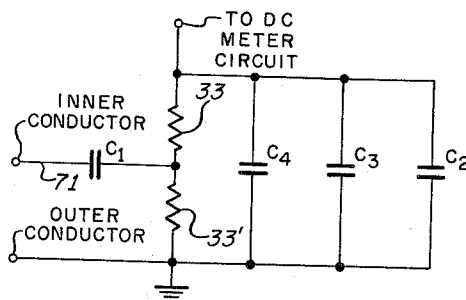 TO DC
METER
CIRCUIT
INNER
CONDUCTOR
33
C1
C4
C3
C2
71
33'
OUTER
CONDUCTOR